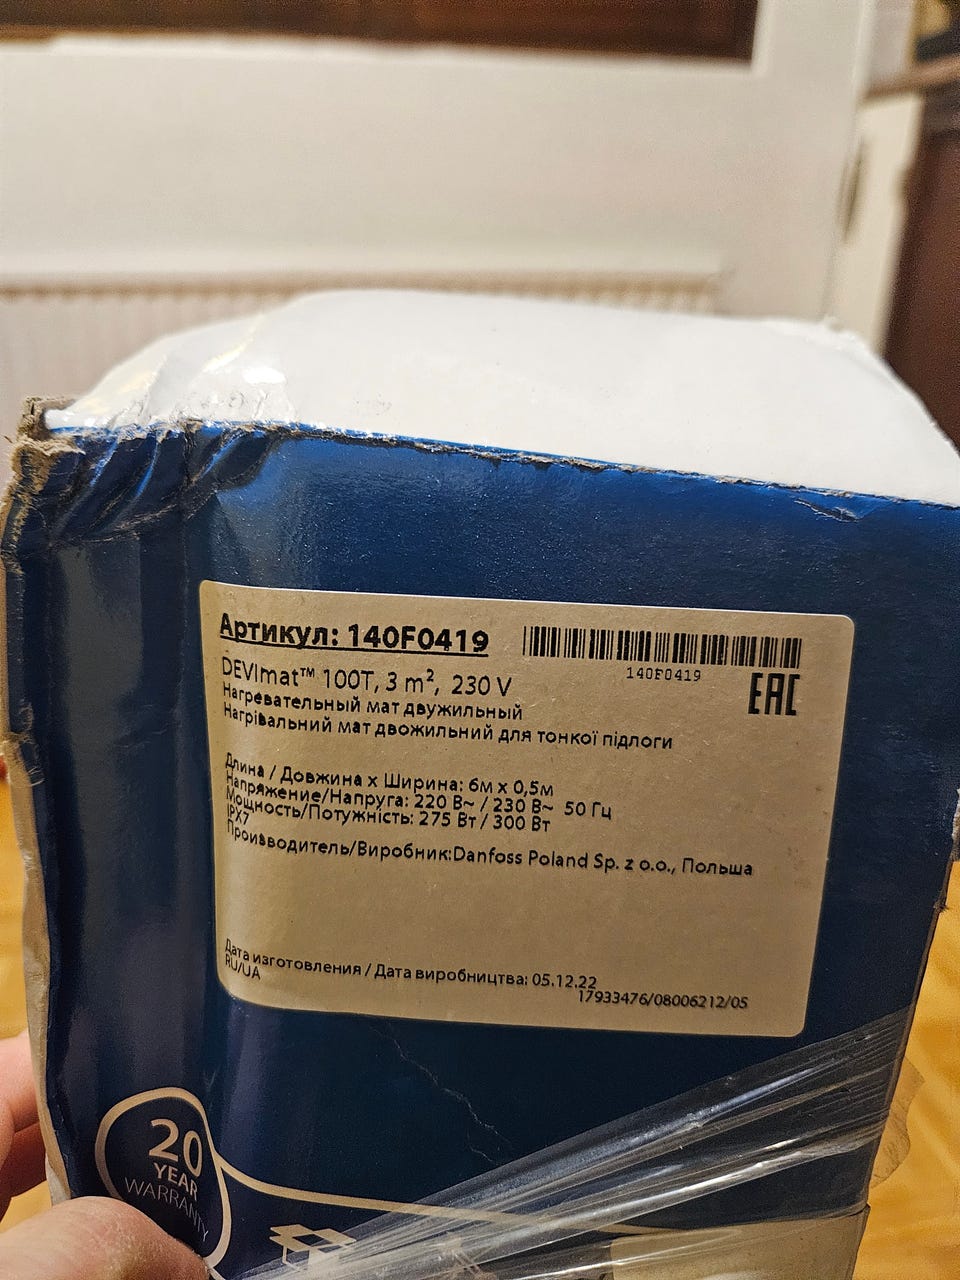 Артикул: 140F0419
140F0419
EAC
DEVImat™ 100T, 3 m², 230 V
Нагревательный мат двужильный
Нагрівальний мат двожильний для тонкої підлоги
Длина / Довжина x Ширина: 6м x 0,5м
Напряжение/Напруга: 220 В~ / 230 В~ 50 Гц
Мощность/Потужність: 275 Вт / 300 Вт
IPX7
Производитель/Виробник:Danfoss Poland Sp. z o.o., Польша
Дата изготовления / Дата виробництва: 05.12.22
RU/UA
17933476/08006212/05
20
YEAR
WARRANTY